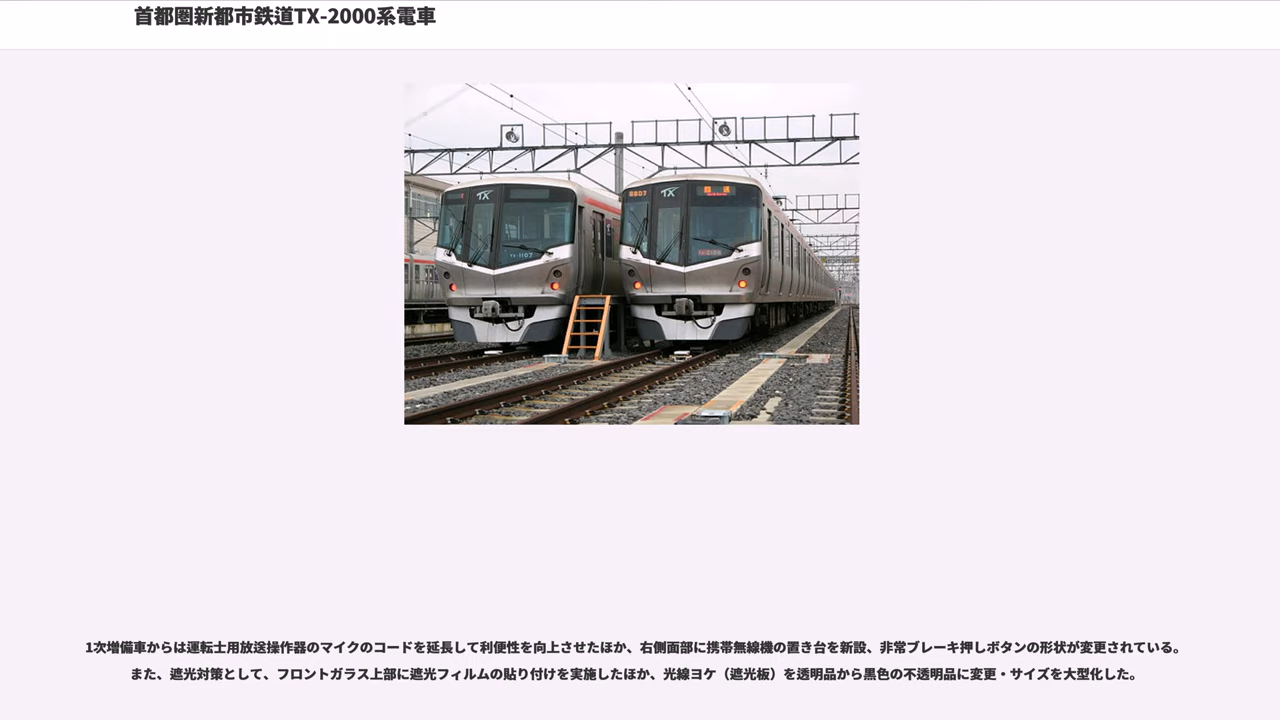 首都圏新都市鉄道TX-2000系電車
TX
TX
TX-1107
回送
1次増備車からは運転士用放送操作器のマイクのコードを延長して利便性を向上させたほか、右側面部に携帯無線機の置き台を新設、非常ブレーキ押しボタンの形状が変更されている。
また、遮光対策として、フロントガラス上部に遮光フィルムの貼り付けを実施したほか、光線ヨケ（遮光板）を透明品から黒色の不透明品に変更・サイズを大型化した。